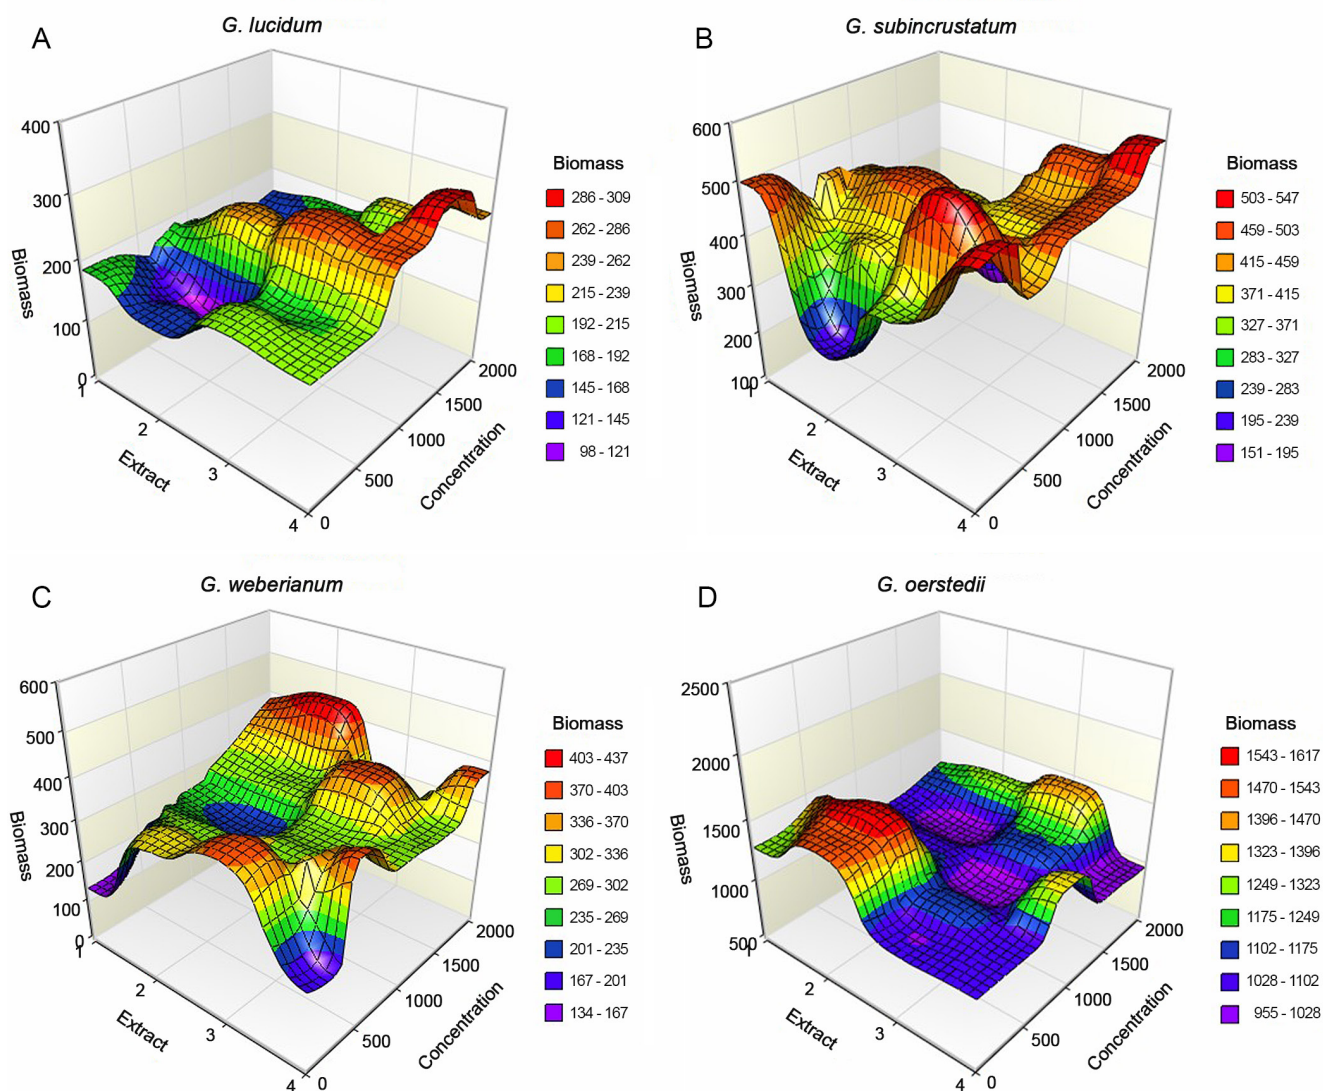 A
G. lucidum
400
300
200
100
0
Biomass
1
2
3
4
Extract
0
500
1000
1500
2000
Concentration
Biomass
286 - 309
262 - 286
239 - 262
215 - 239
192 - 215
168 - 192
145 - 168
121 - 145
98 - 121
B
G. subincrustatum
600
500
400
300
200
100
Biomass
1
2
3
4
Extract
0
500
1000
1500
2000
Concentration
Biomass
503 - 547
459 - 503
415 - 459
371 - 415
327 - 371
283 - 327
239 - 283
195 - 239
151 - 195
C
G. weberianum
600
500
400
300
200
100
0
Biomass
1
2
3
4
Extract
0
500
1000
1500
2000
Concentration
Biomass
403 - 437
370 - 403
336 - 370
302 - 336
269 - 302
235 - 269
201 - 235
167 - 201
134 - 167
D
G. oerstedii
2500
2000
1500
1000
500
Biomass
1
2
3
4
Extract
0
500
1000
1500
2000
Concentration
Biomass
1543 - 1617
1470 - 1543
1396 - 1470
1323 - 1396
1249 - 1323
1175 - 1249
1102 - 1175
1028 - 1102
955 - 1028